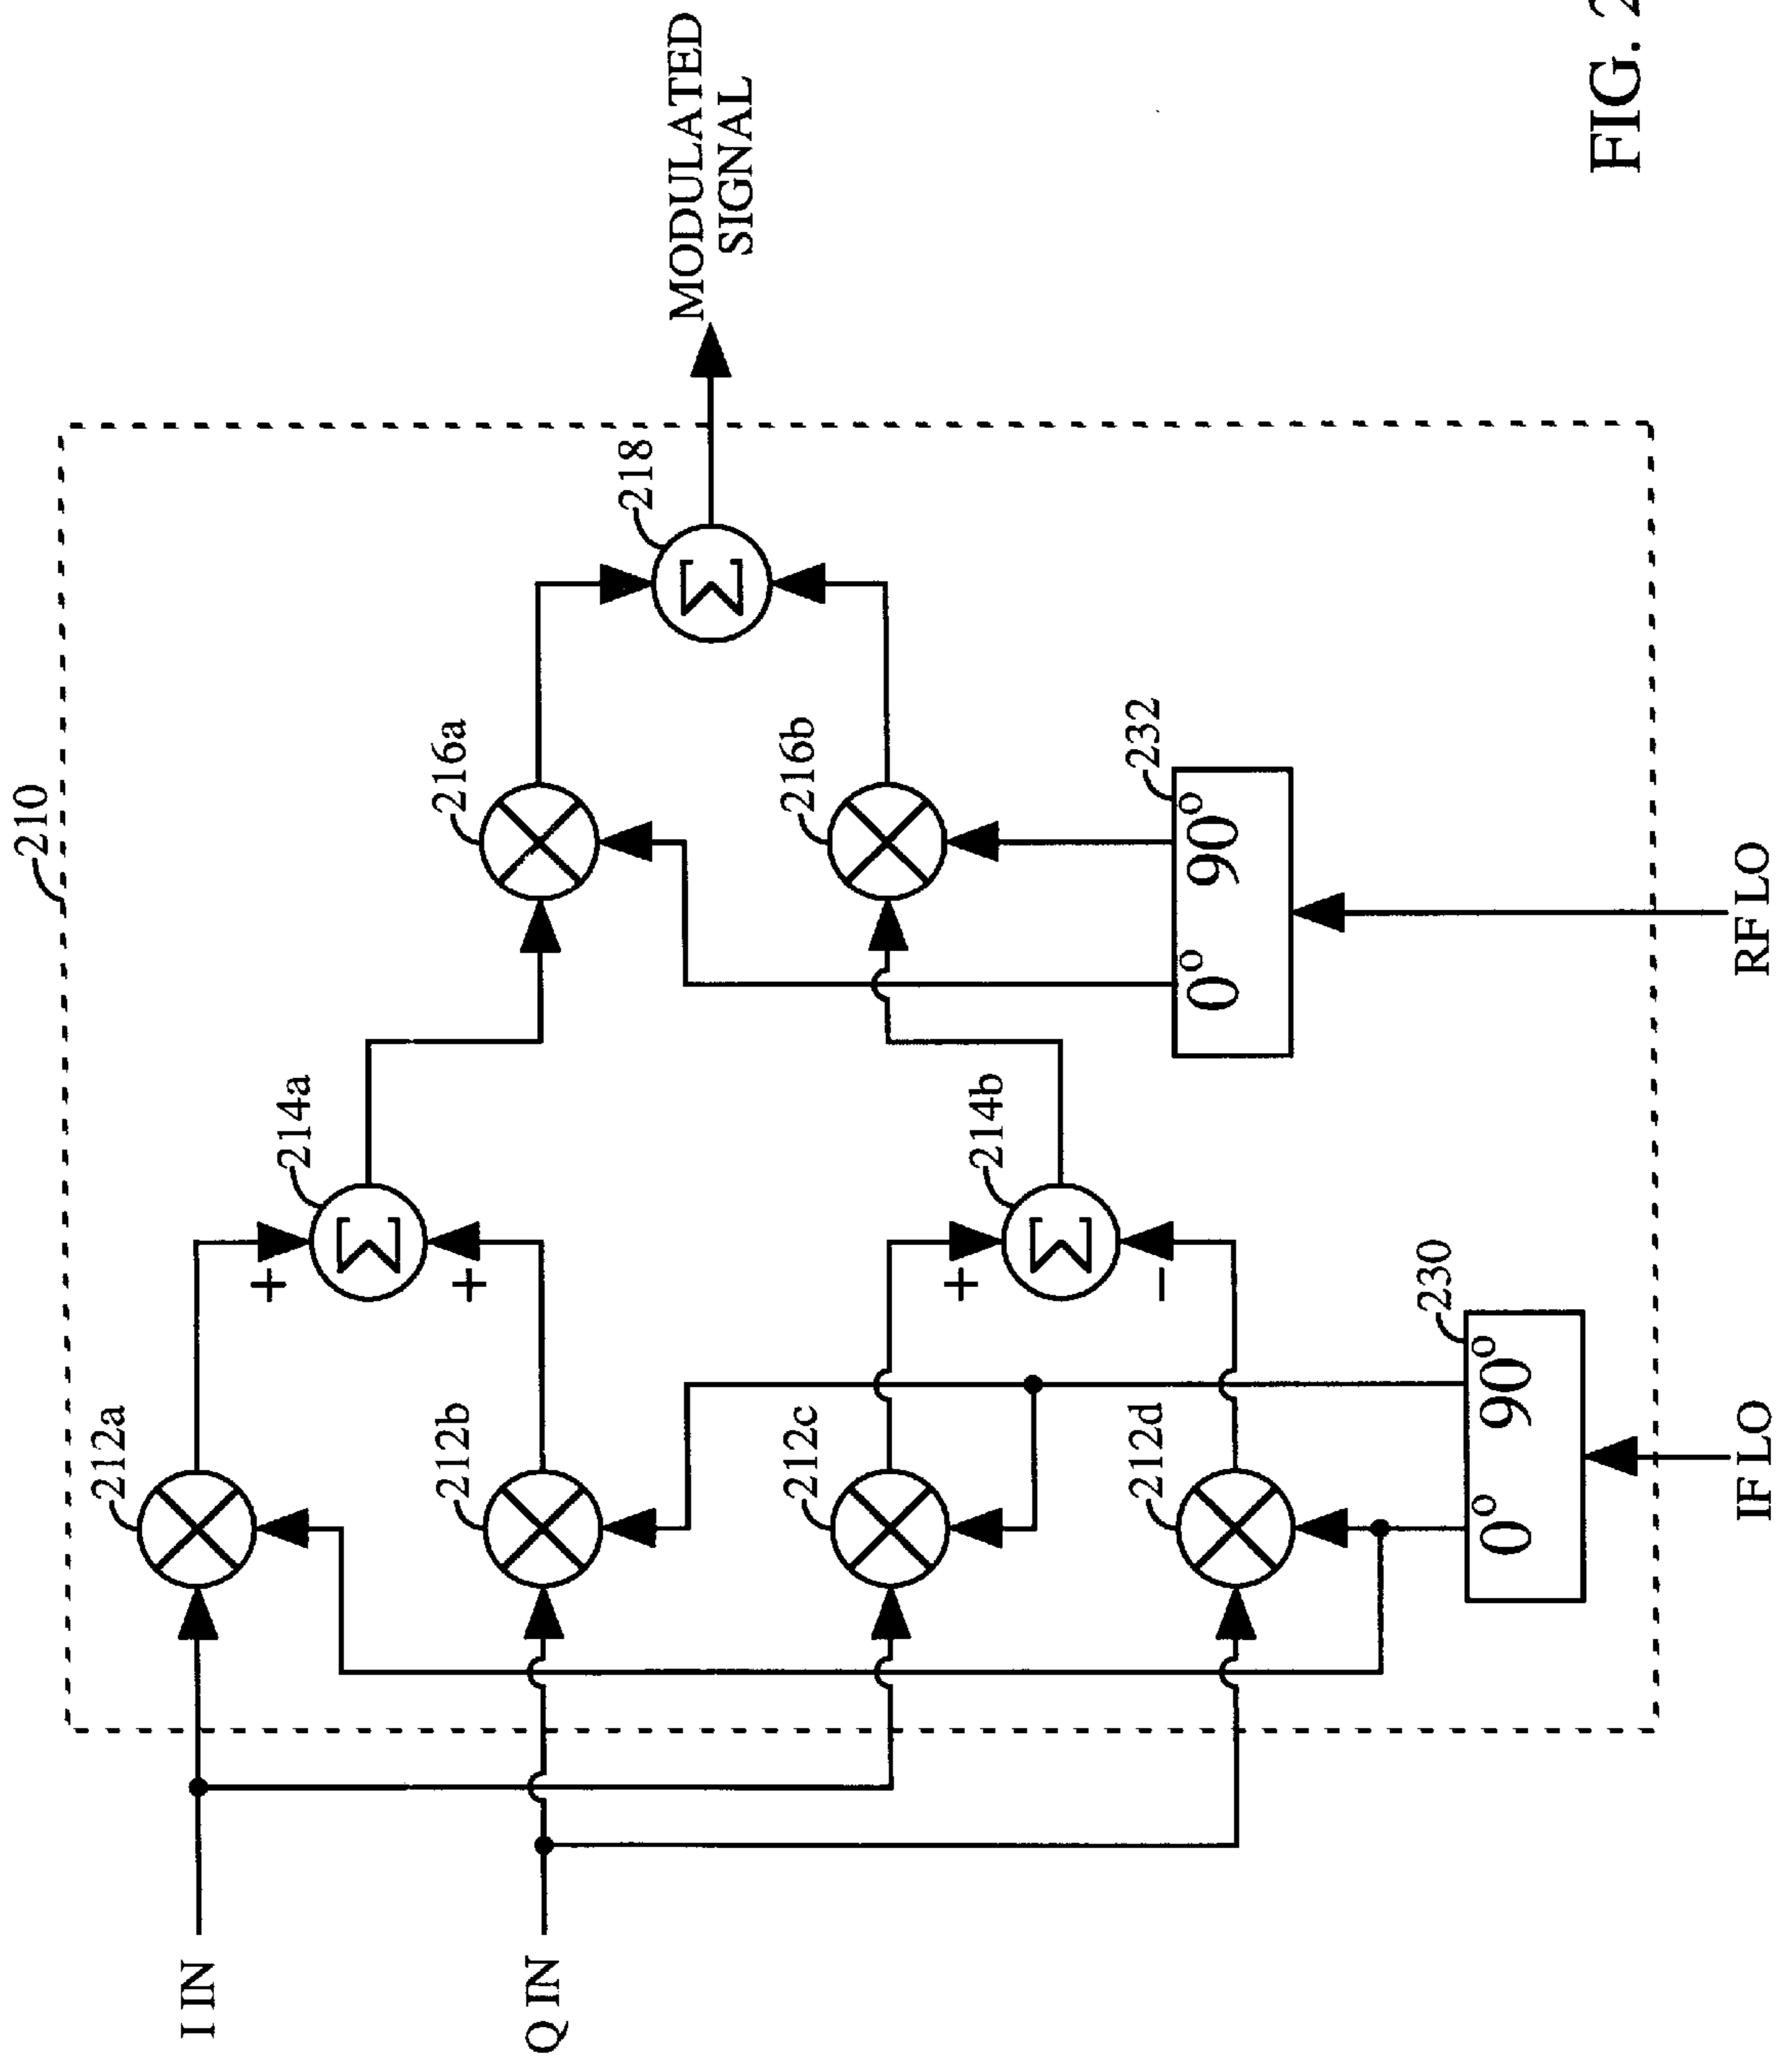 210
212a
214a
+
+
Σ
I IN
212b
216a
218
Σ
MODULATED
SIGNAL
Q IN
212c
214b
+
−
Σ
216b
212d
230
0° 90°
232
0° 90°
IF LO
RF LO
FIG. 2